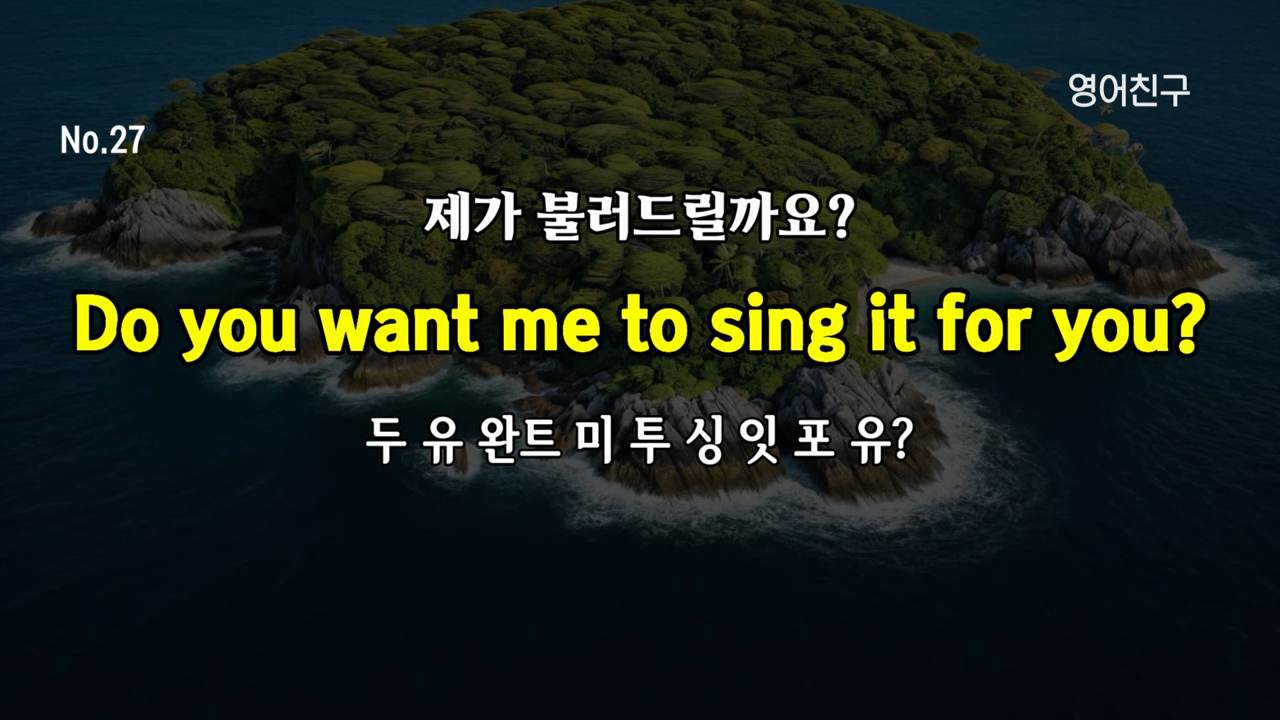 영어친구
No.27
제가 불러드릴까요?
Do you want me to sing it for you?
두 유 완트 미 투 싱 잇 포 유?